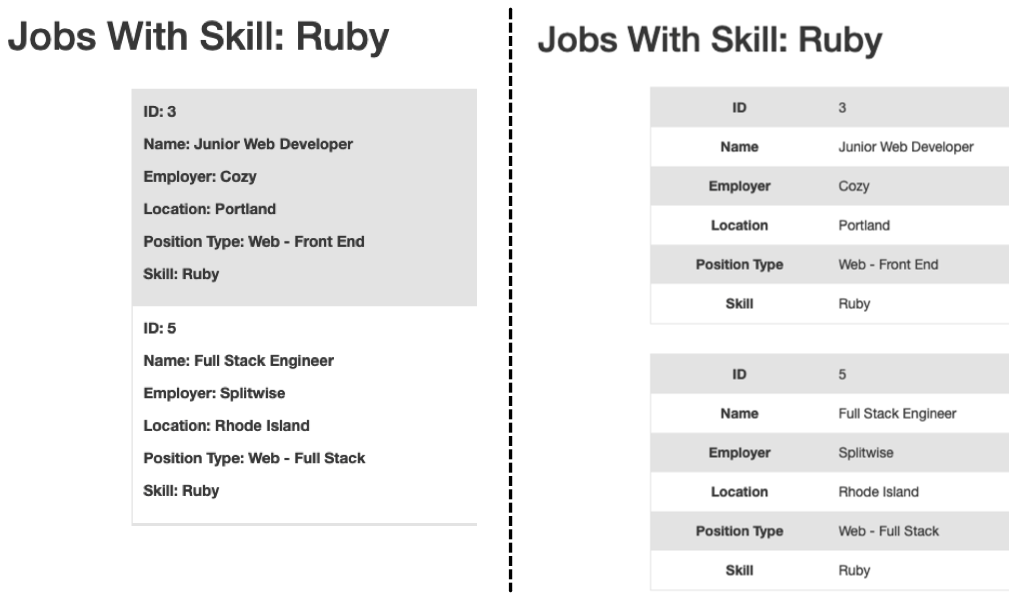 Jobs With Skill: Ruby
ID: 3
Name: Junior Web Developer
Employer: Cozy
Location: Portland
Position Type: Web - Front End
Skill: Ruby
ID: 5
Name: Full Stack Engineer
Employer: Splitwise
Location: Rhode Island
Position Type: Web - Full Stack
Skill: Ruby
Jobs With Skill: Ruby
ID 3
Name Junior Web Developer
Employer Cozy
Location Portland
Position Type Web - Front End
Skill Ruby
ID 5
Name Full Stack Engineer
Employer Splitwise
Location Rhode Island
Position Type Web - Full Stack
Skill Ruby